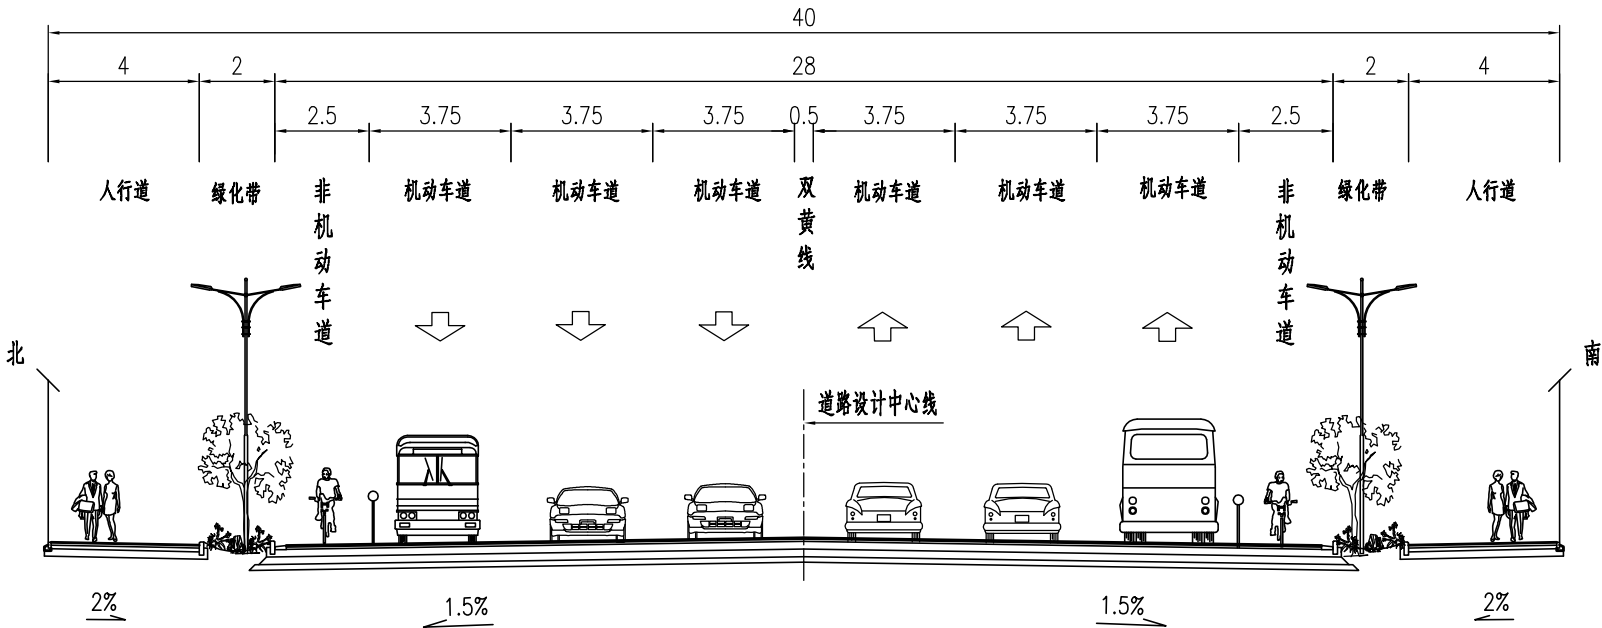 40
4 2 28 2 4
2.5 3.75 3.75 3.75 0.5 3.75 3.75 3.75 2.5
人行道 绿化带 非机动车道 机动车道 机动车道 机动车道 双黄线 机动车道 机动车道 机动车道 非机动车道 绿化带 人行道
北 南
道路设计中心线
2% 1.5% 1.5% 2%